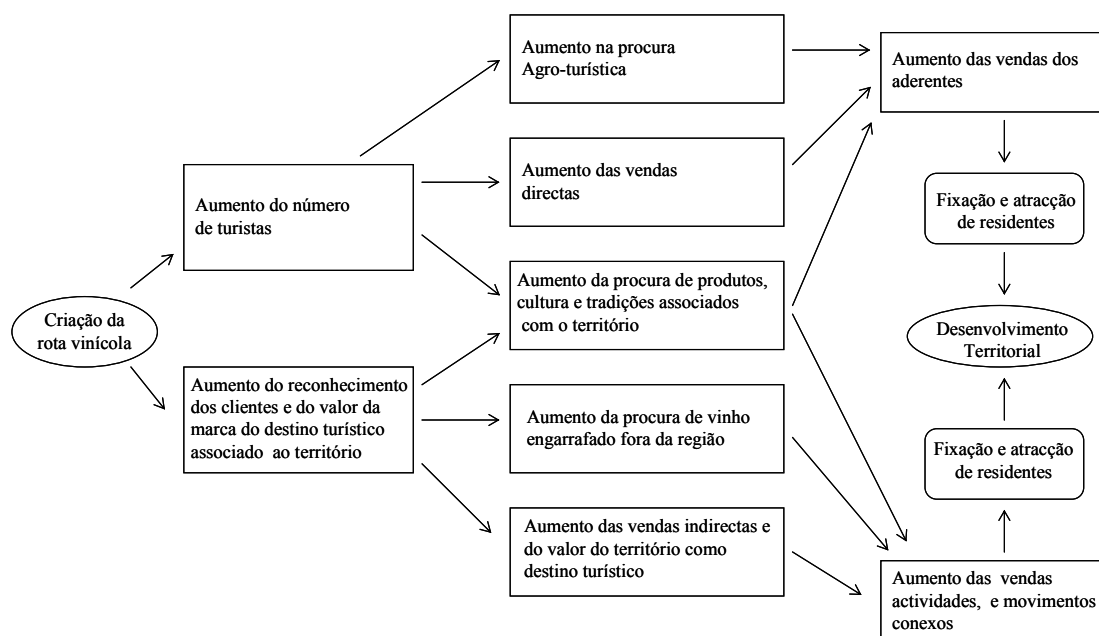 Criação da
rota vinícola
Aumento do número
de turistas
Aumento do reconhecimento
dos clientes e do valor da
marca do destino turístico
associado ao território
Aumento na procura
Agro-turística
Aumento das vendas
directas
Aumento da procura de produtos,
cultura e tradições associados
com o território
Aumento da procura de vinho
engarrafado fora da região
Aumento das vendas indirectas e
do valor do território como
destino turístico
Aumento das vendas dos
aderentes
Fixação e atracção
de residentes
Desenvolvimento
Territorial
Fixação e atracção
de residentes
Aumento das vendas
actividades, e movimentos
conexos